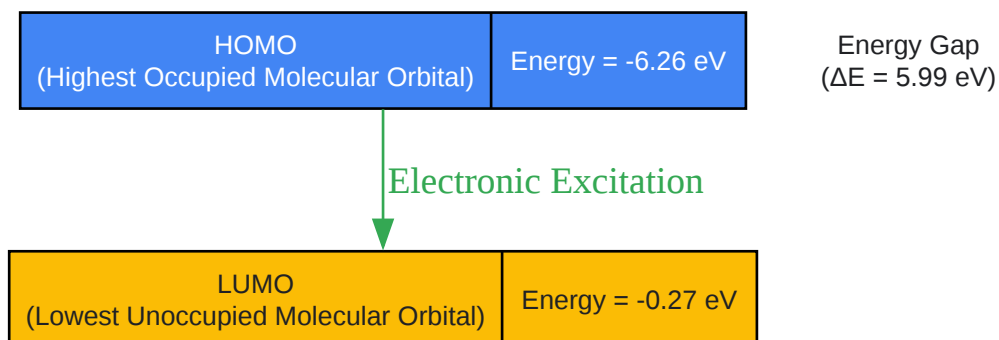 HOMO
(Highest Occupied Molecular Orbital)
Energy = -6.26 eV
Energy Gap
(ΔE = 5.99 eV)
Electronic Excitation
LUMO
(Lowest Unoccupied Molecular Orbital)
Energy = -0.27 eV